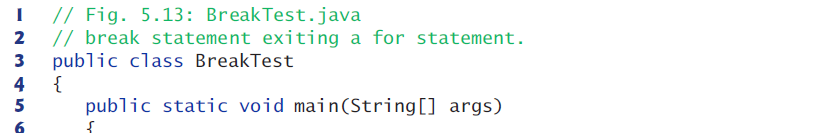 1 // Fig. 5.13: BreakTest.java
2 // break statement exiting a for statement.
3 public class BreakTest
4 {
5 public static void main(String[] args)
6 {